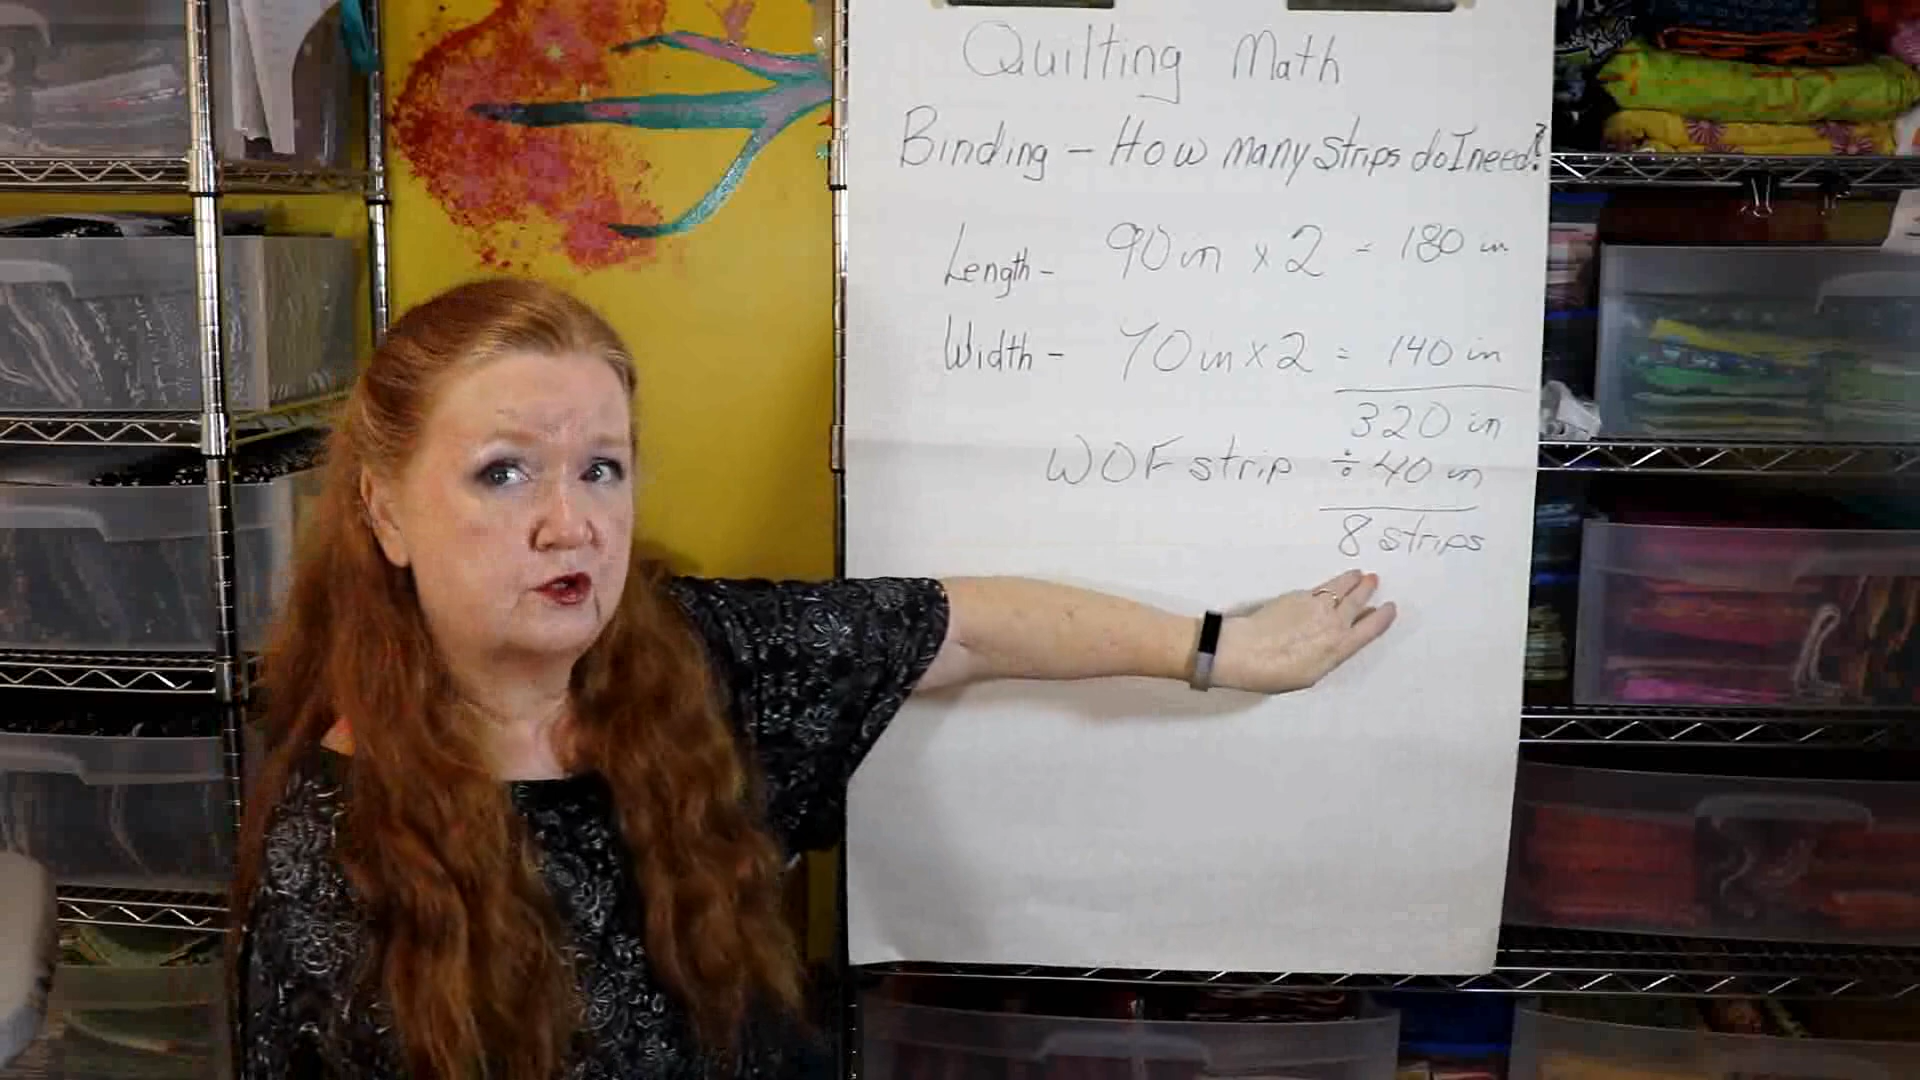 Quilting Math
Binding - How many strips do I need?
Length - 90 in x 2 = 180 in
Width - 70 in x 2 = 140 in
320 in
WOF strip ÷ 40 in
8 strips